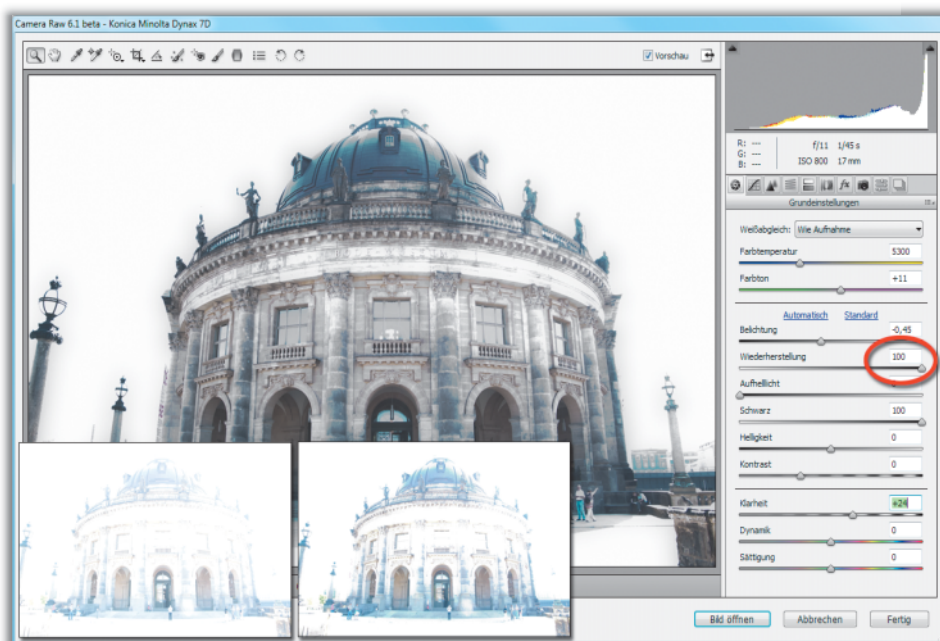 Camera Raw 6.1 beta - Konica Minolta Dynax 7D
Vorschau
R: ---
G: ---
B: ---
f/11 1/45 s
ISO 800 17 mm
fx
Grundeinstellungen
Weißabgleich: Wie Aufnahme
Farbtemperatur 5300
Farbton +11
Automatisch Standard
Belichtung -0,45
Wiederherstellung 100
Aufhelllicht
Schwarz 100
Helligkeit 0
Kontrast 0
Klarheit +24
Dynamik 0
Sättigung 0
Bild öffnen Abbrechen Fertig